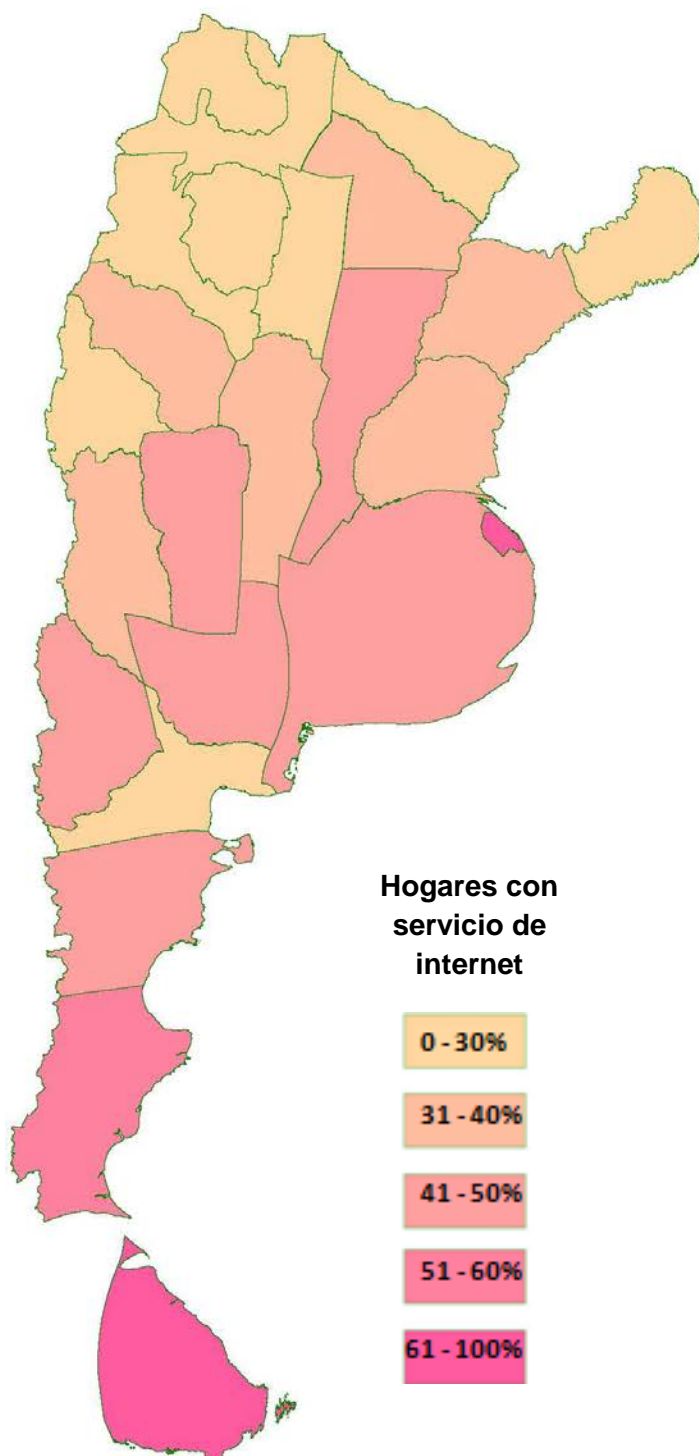 Hogares con
servicio de
internet
0 - 30%
31 - 40%
41 - 50%
51 - 60%
61 - 100%